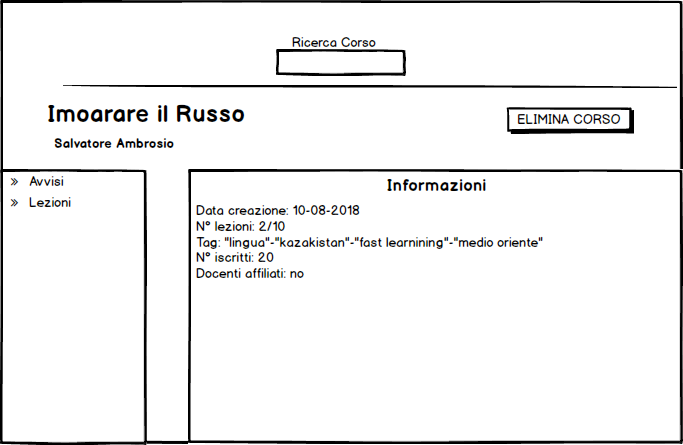 Ricerca Corso
Imoarare il Russo
ELIMINA CORSO
Salvatore Ambrosio
» Avvisi
» Lezioni
Informazioni
Data creazione: 10-08-2018
N° lezioni: 2/10
Tag: "lingua"-"kazakistan"-"fast learnining"-"medio oriente"
N° iscritti: 20
Docenti affiliati: no